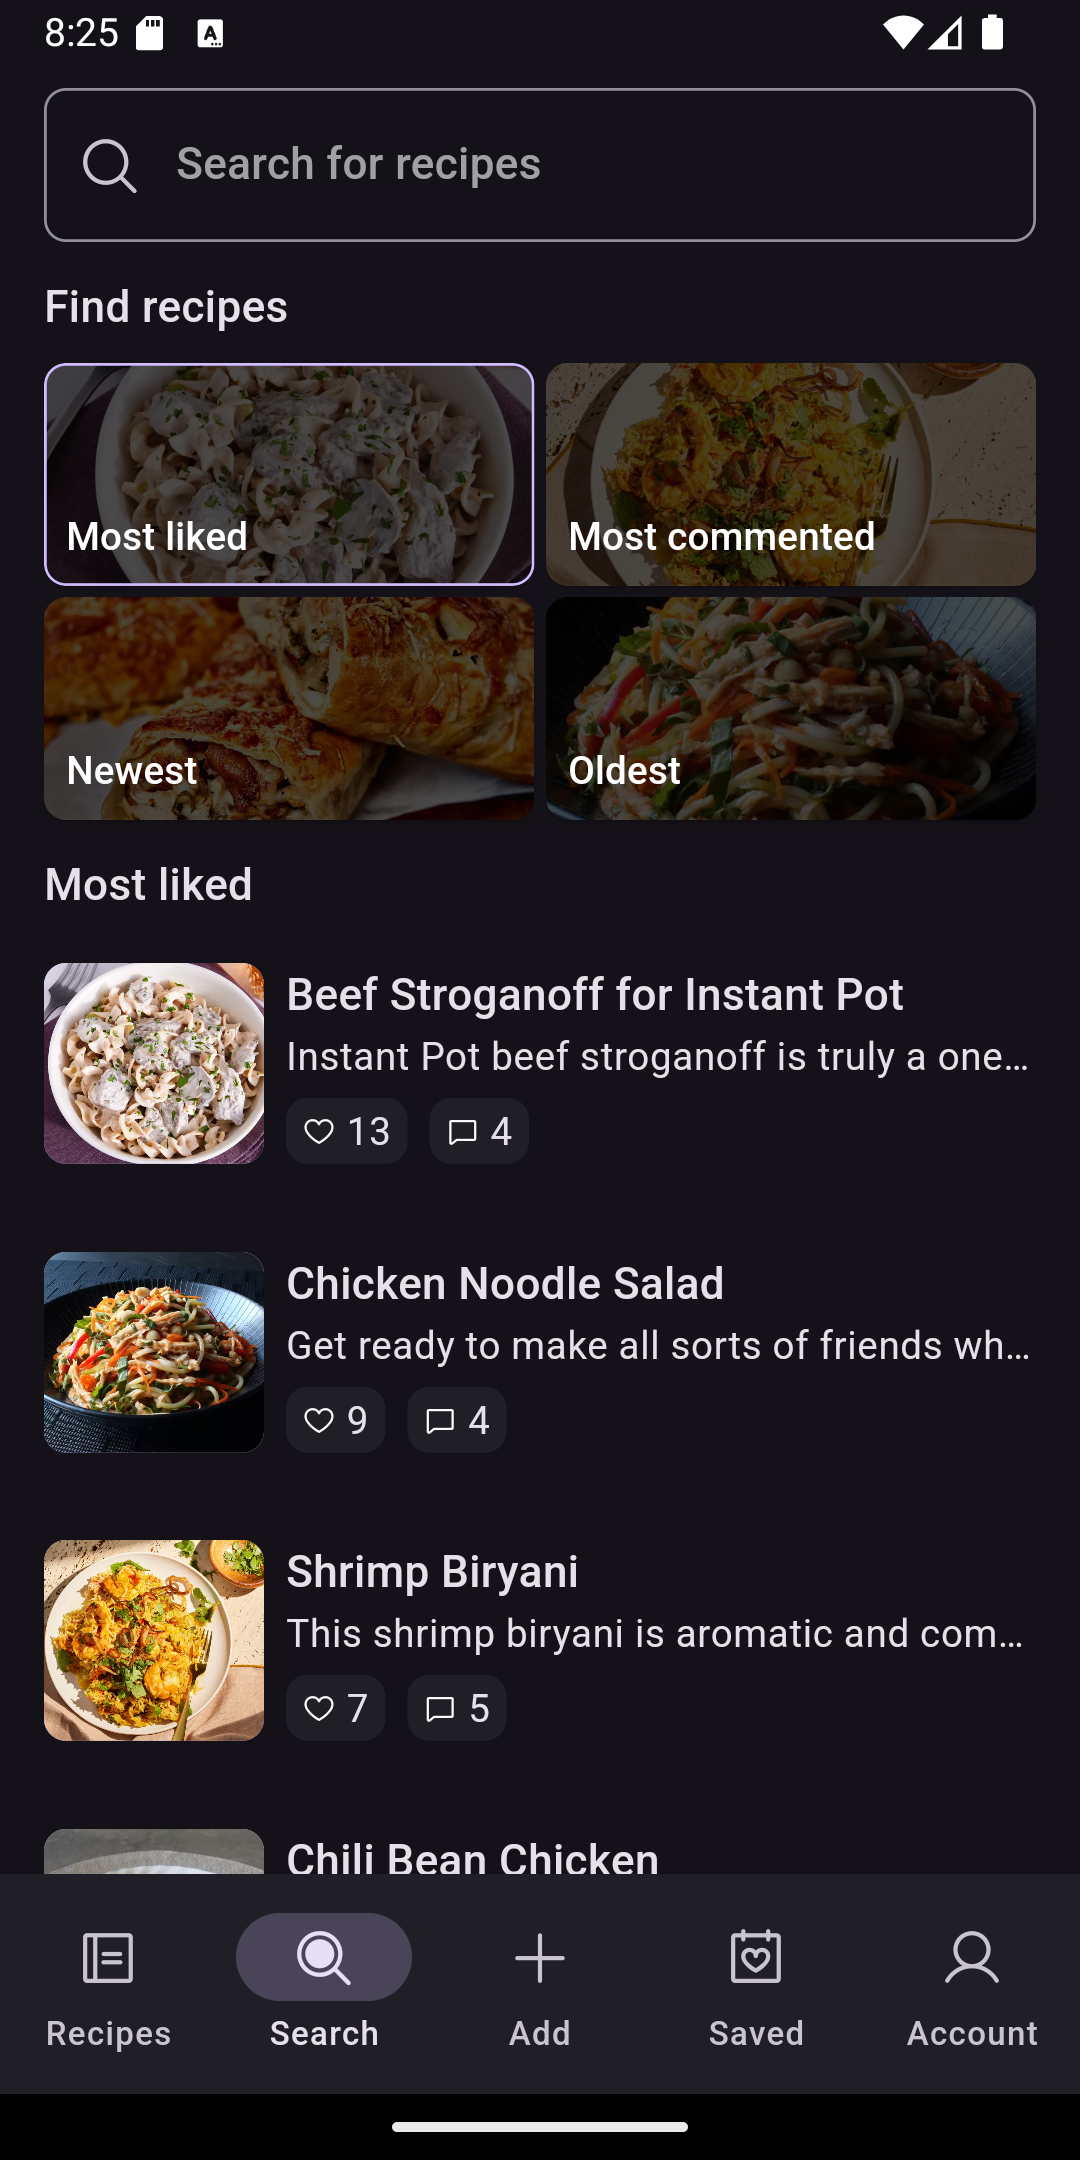 8:25
Search for recipes
Find recipes
Most liked
Most commented
Newest
Oldest
Most liked
Beef Stroganoff for Instant Pot
Instant Pot beef stroganoff is truly a one…
13
4
Chicken Noodle Salad
Get ready to make all sorts of friends wh…
9
4
Shrimp Biryani
This shrimp biryani is aromatic and com…
7
5
Chili Bean Chicken
Recipes
Search
Add
Saved
Account